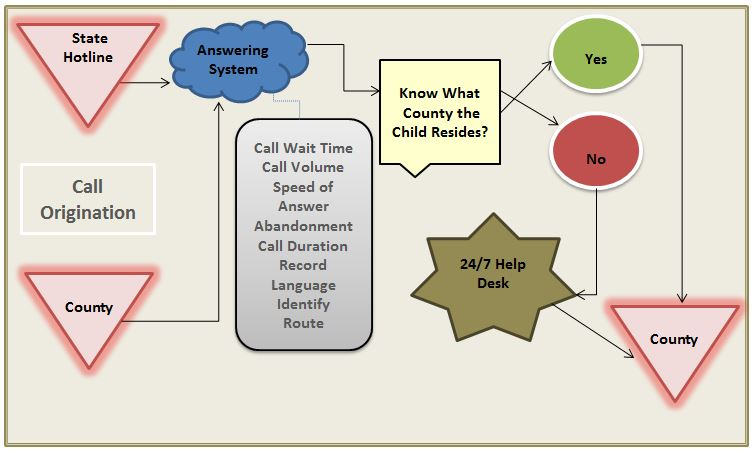 State
Hotline
Answering
System
Know What
County the
Child Resides?
Yes
No
Call Wait Time
Call Volume
Speed of
Answer
Abandonment
Call Duration
Record
Language
Identify
Route
Call
Origination
County
24/7 Help
Desk
County